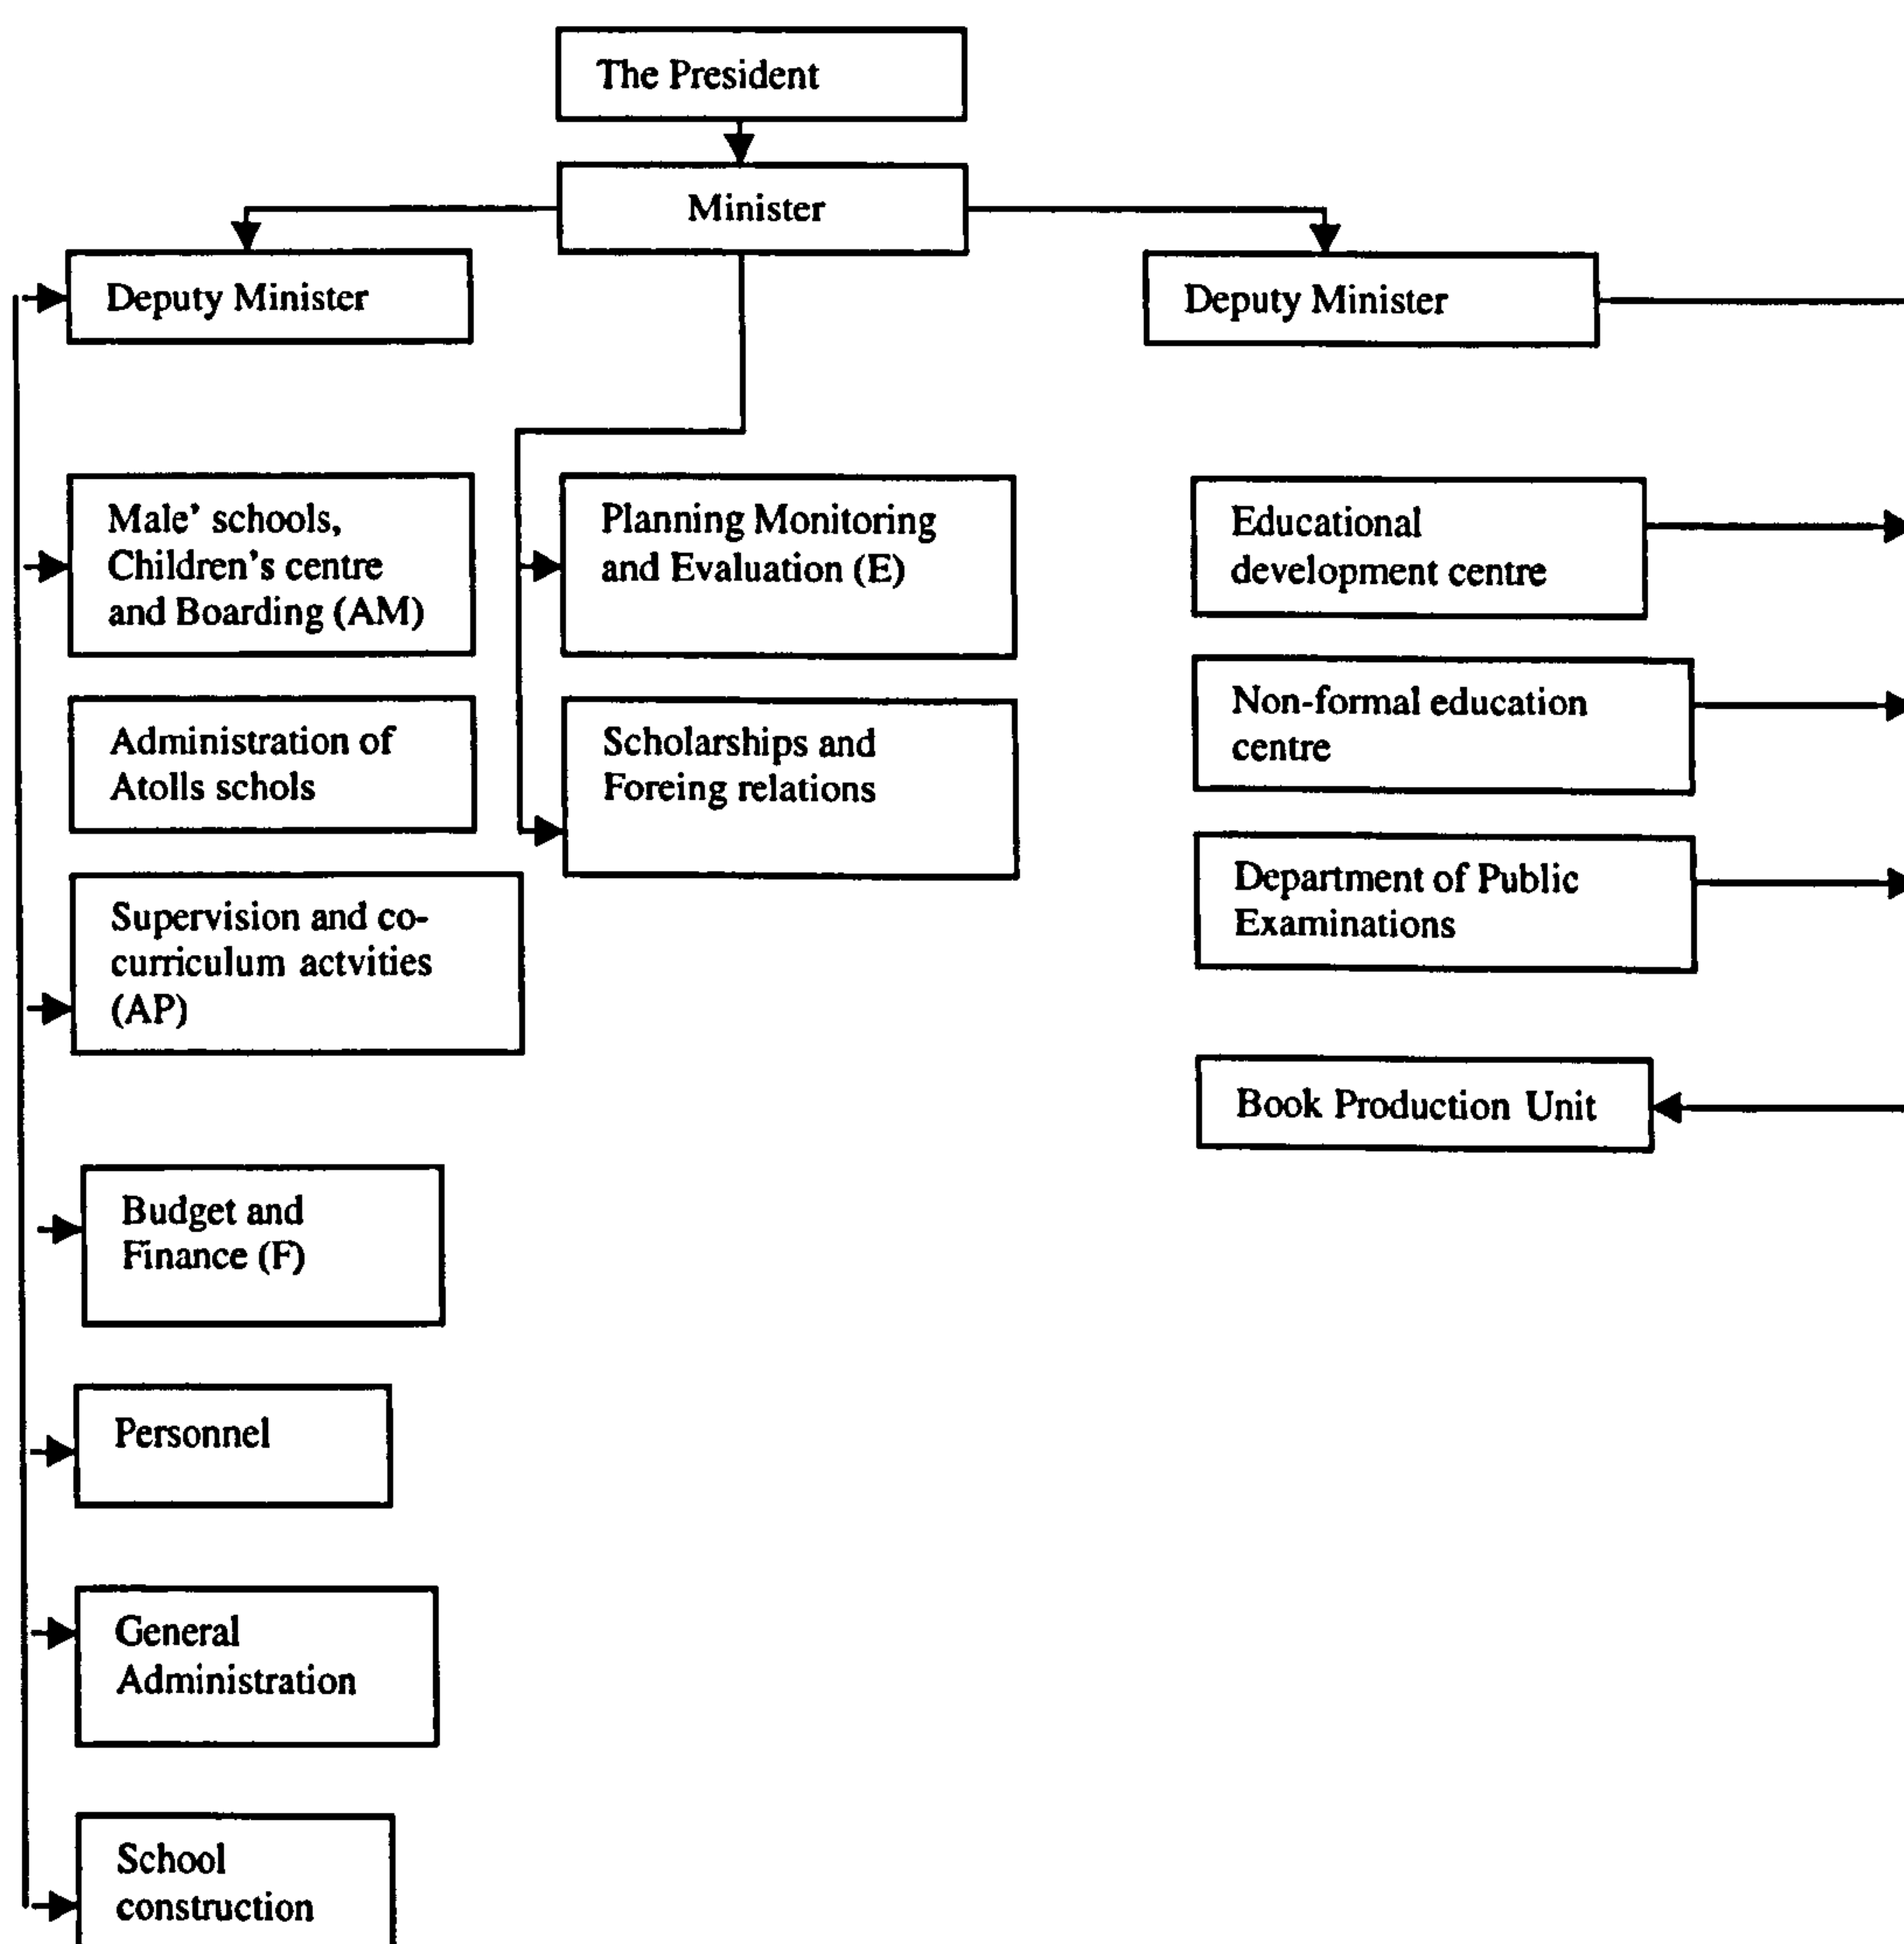 The President
Minister
Deputy Minister
Deputy Minister
Male' schools,
Children's centre
and Boarding (AM)
Administration of
Atolls schols
Supervision and co-
curriculum actvities
(AP)
Budget and
Finance (F)
Personnel
General
Administration
School
construction
Planning Monitoring
and Evaluation (E)
Scholarships and
Foreing relations
Educational
development centre
Non-formal education
centre
Department of Public
Examinations
Book Production Unit